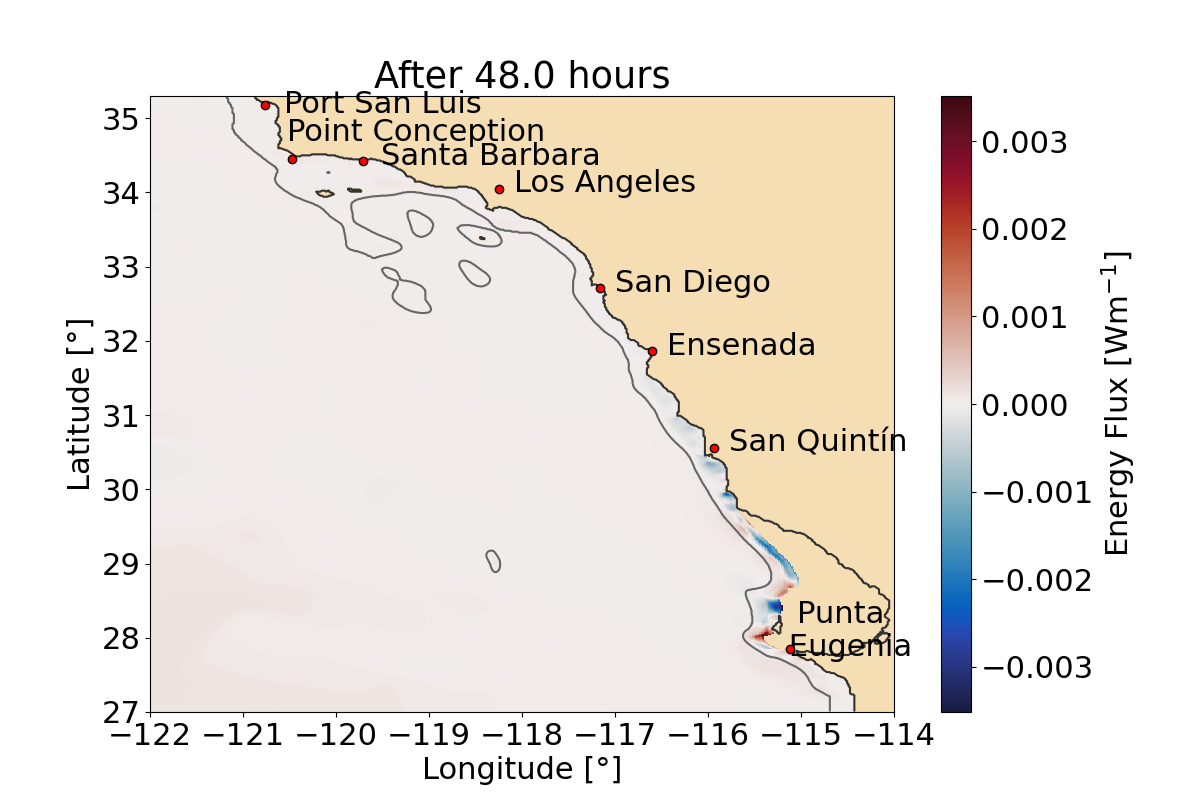 After 48.0 hours
Port San Luis
Point Conception
Santa Barbara
Los Angeles
San Diego
Ensenada
San Quintín
Punta
Eugenia
35
34
33
32
31
30
29
28
27
Latitude [°]
−122 −121 −120 −119 −118 −117 −116 −115 −114
Longitude [°]
0.003
0.002
0.001
0.000
−0.001
−0.002
−0.003
Energy Flux [Wm⁻¹]